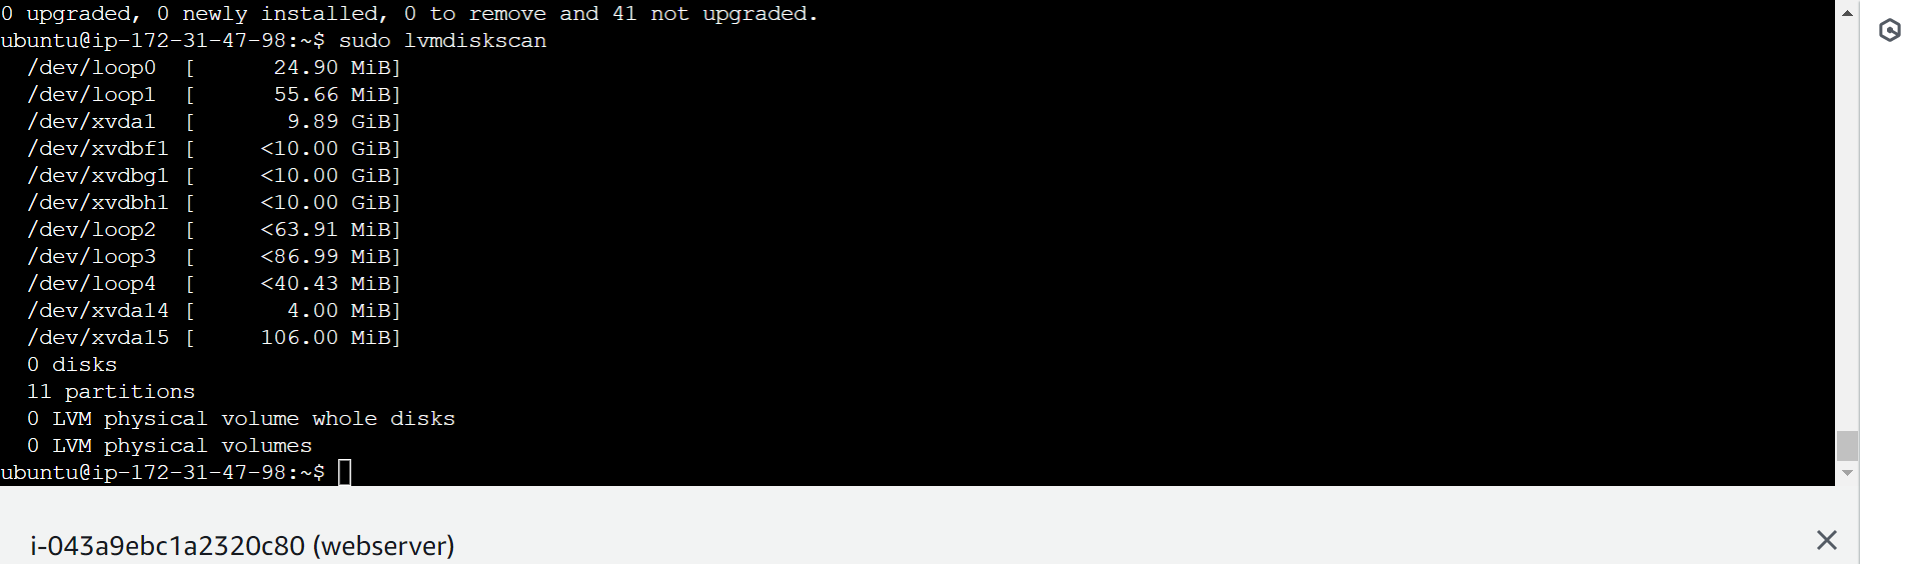 0 upgraded, 0 newly installed, 0 to remove and 41 not upgraded.
ubuntu@ip-172-31-47-98:~$ sudo lvmdiskscan
/dev/loop0  [      24.90 MiB]
/dev/loop1  [      55.66 MiB]
/dev/xvda1  [       9.89 GiB]
/dev/xvdbf1 [     <10.00 GiB]
/dev/xvdbg1 [     <10.00 GiB]
/dev/xvdbh1 [     <10.00 GiB]
/dev/loop2  [     <63.91 MiB]
/dev/loop3  [     <86.99 MiB]
/dev/loop4  [     <40.43 MiB]
/dev/xvda14 [       4.00 MiB]
/dev/xvda15 [     106.00 MiB]
0 disks
11 partitions
0 LVM physical volume whole disks
0 LVM physical volumes
ubuntu@ip-172-31-47-98:~$
i-043a9ebc1a2320c80 (webserver)